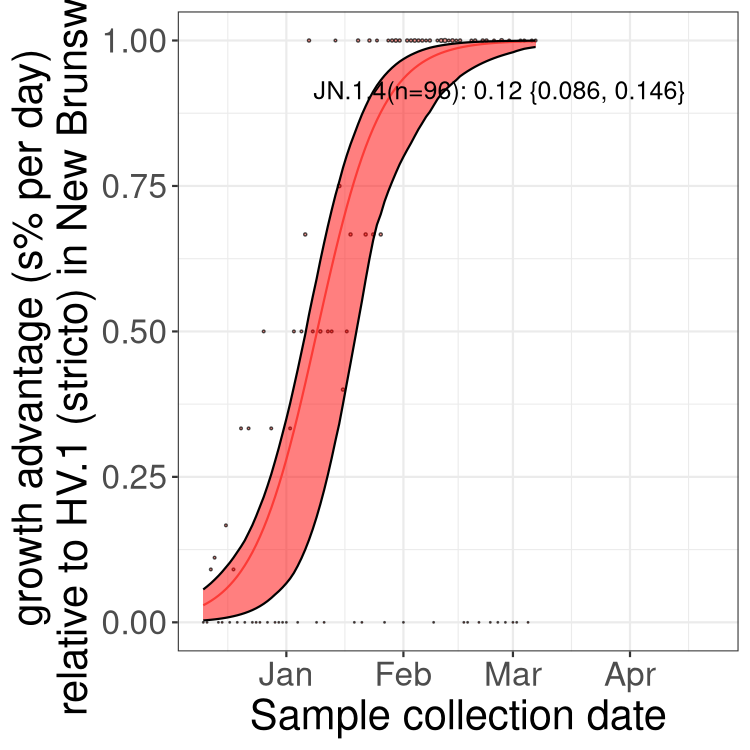 growth advantage (s% per day)
relative to HV.1 (stricto) in New Brunsw
1.00
0.75
0.50
0.25
0.00
JN.1.4(n=96): 0.12 {0.086, 0.146}
Jan Feb Mar Apr
Sample collection date